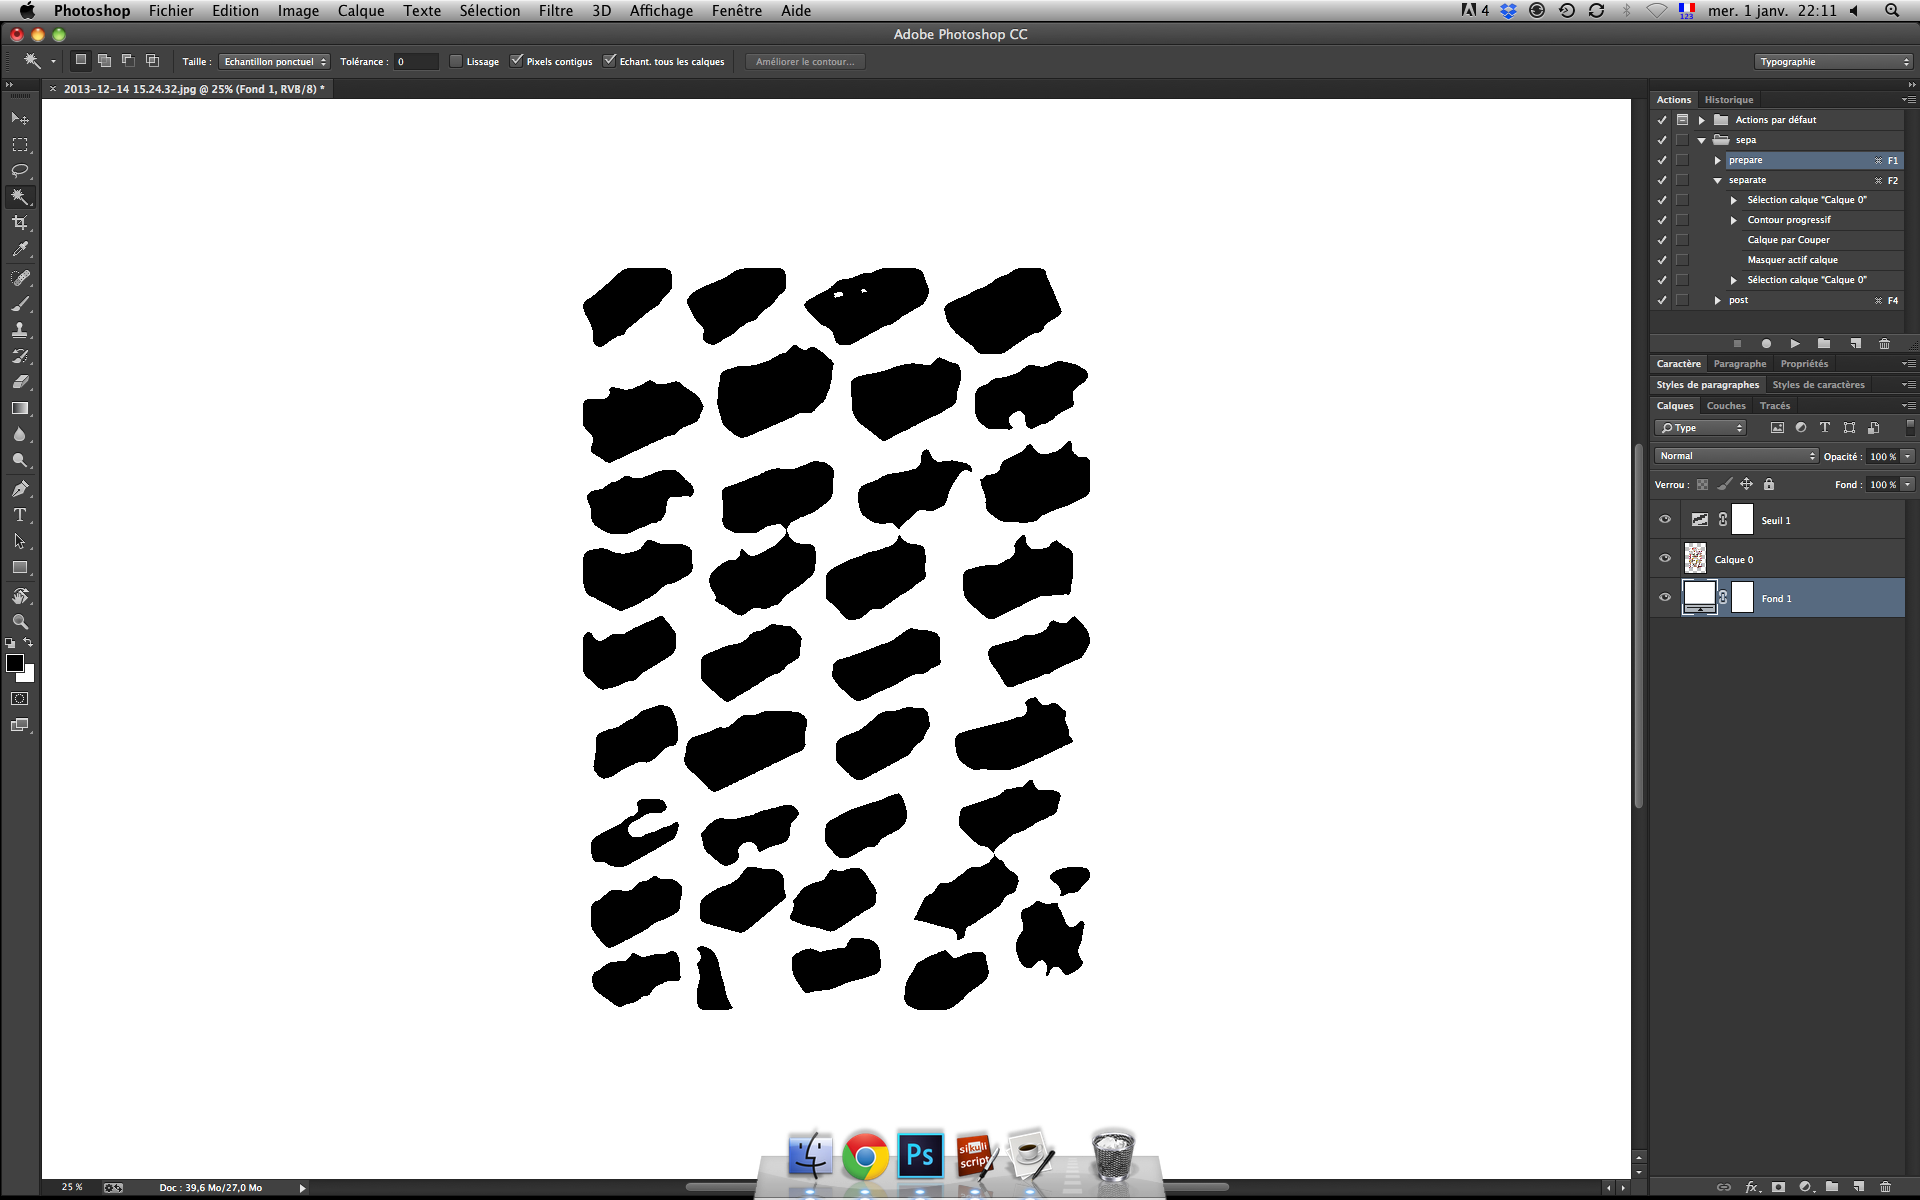 Photoshop Fichier Edition Image Calque Texte Sélection Filtre 3D Affichage Fenêtre Aide 4 123 mer. 1 janv. 22:11
Adobe Photoshop CC
Taille : Echantillon ponctuel Tolérance : 0 Lissage Pixels contigus Echant. tous les calques Améliorer le contour... Typographie
2013-12-14 15.24.32.jpg @ 25% (Fond 1, RVB/8) *
Actions Historique
Actions par défaut
sepa
prepare F1
separate F2
Sélection calque "Calque 0"
Contour progressif
Calque par Couper
Masquer actif calque
Sélection calque "Calque 0"
post F4
Caractère Paragraphe Propriétés
Styles de paragraphes Styles de caractères
Calques Couches Tracés
Type
Normal Opacité : 100 %
Verrou : Fond : 100 %
Seuil 1
Calque 0
Fond 1
Ps
sikuli
script
25 % Doc : 39,6 Mo/27,0 Mo
fx